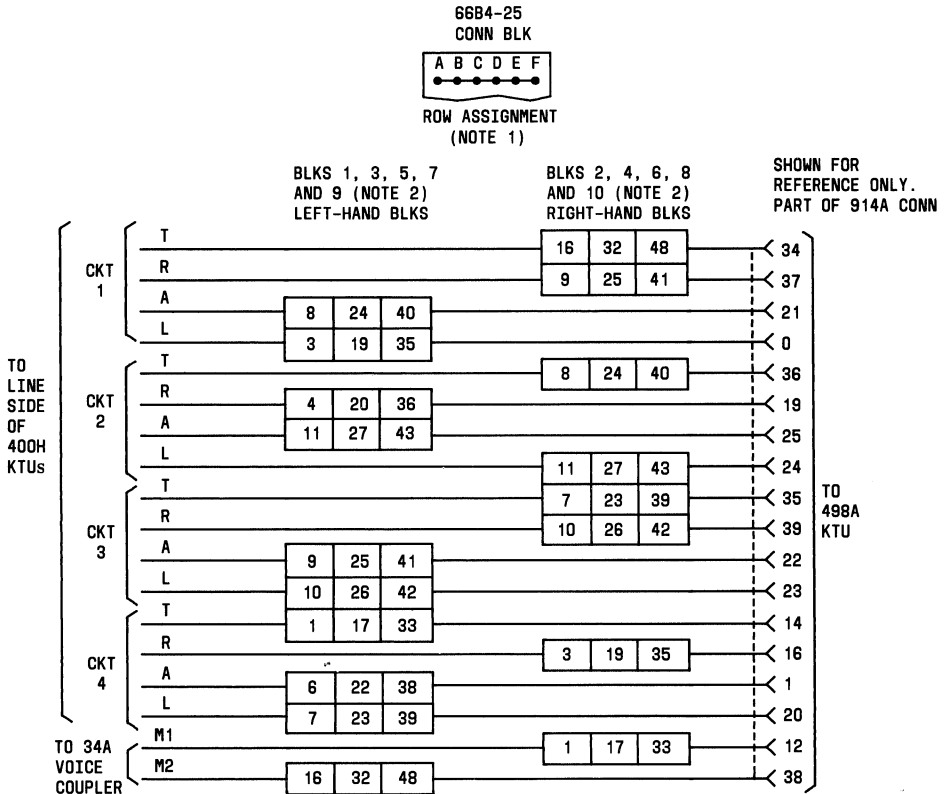 66B4-25
CONN BLK
A B C D E F
ROW ASSIGNMENT
(NOTE 1)
BLKS 1, 3, 5, 7
AND 9 (NOTE 2)
LEFT-HAND BLKS
BLKS 2, 4, 6, 8
AND 10 (NOTE 2)
RIGHT-HAND BLKS
SHOWN FOR
REFERENCE ONLY.
PART OF 914A CONN
TO
LINE
SIDE
OF
400H
KTUs
CKT
1
T 16 32 48 34
R 9 25 41 37
A 8 24 40 21
L 3 19 35 0
CKT
2
T 8 24 40 36
R 4 20 36 19
A 11 27 43 25
L 11 27 43 24
CKT
3
T 7 23 39 35
R 10 26 42 39
A 9 25 41 22
L 10 26 42 23
CKT
4
T 1 17 33 14
R 3 19 35 16
A 6 22 38 1
L 7 23 39 20
TO 34A
VOICE
COUPLER
M1 1 17 33 12
M2 16 32 48 38
TO
498A
KTU